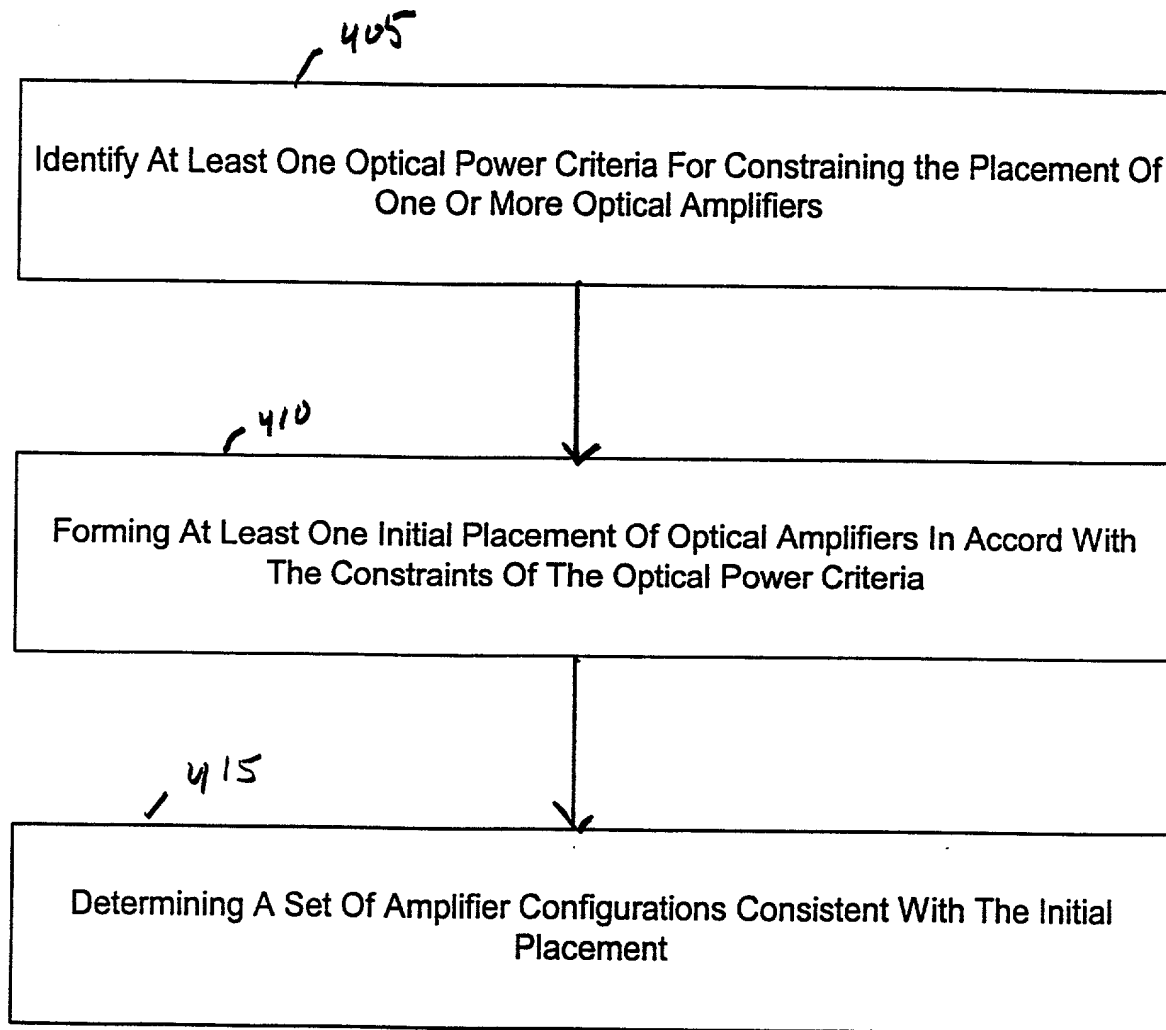 405
Identify At Least One Optical Power Criteria For Constraining the Placement Of
One Or More Optical Amplifiers
410
Forming At Least One Initial Placement Of Optical Amplifiers In Accord With
The Constraints Of The Optical Power Criteria
415
Determining A Set Of Amplifier Configurations Consistent With The Initial
Placement